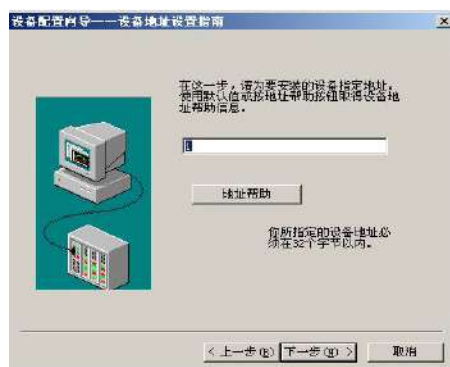 设备配置向导——设备地址设置指南
在这一步，请为要安装的设备指定地址，
使用默认值或按地址帮助按钮取得设备地
址帮助信息。
1
地址帮助
你所指定的设备地址必
须在32个字节以内。
< 上一步(B)
下一步(N) >
取消